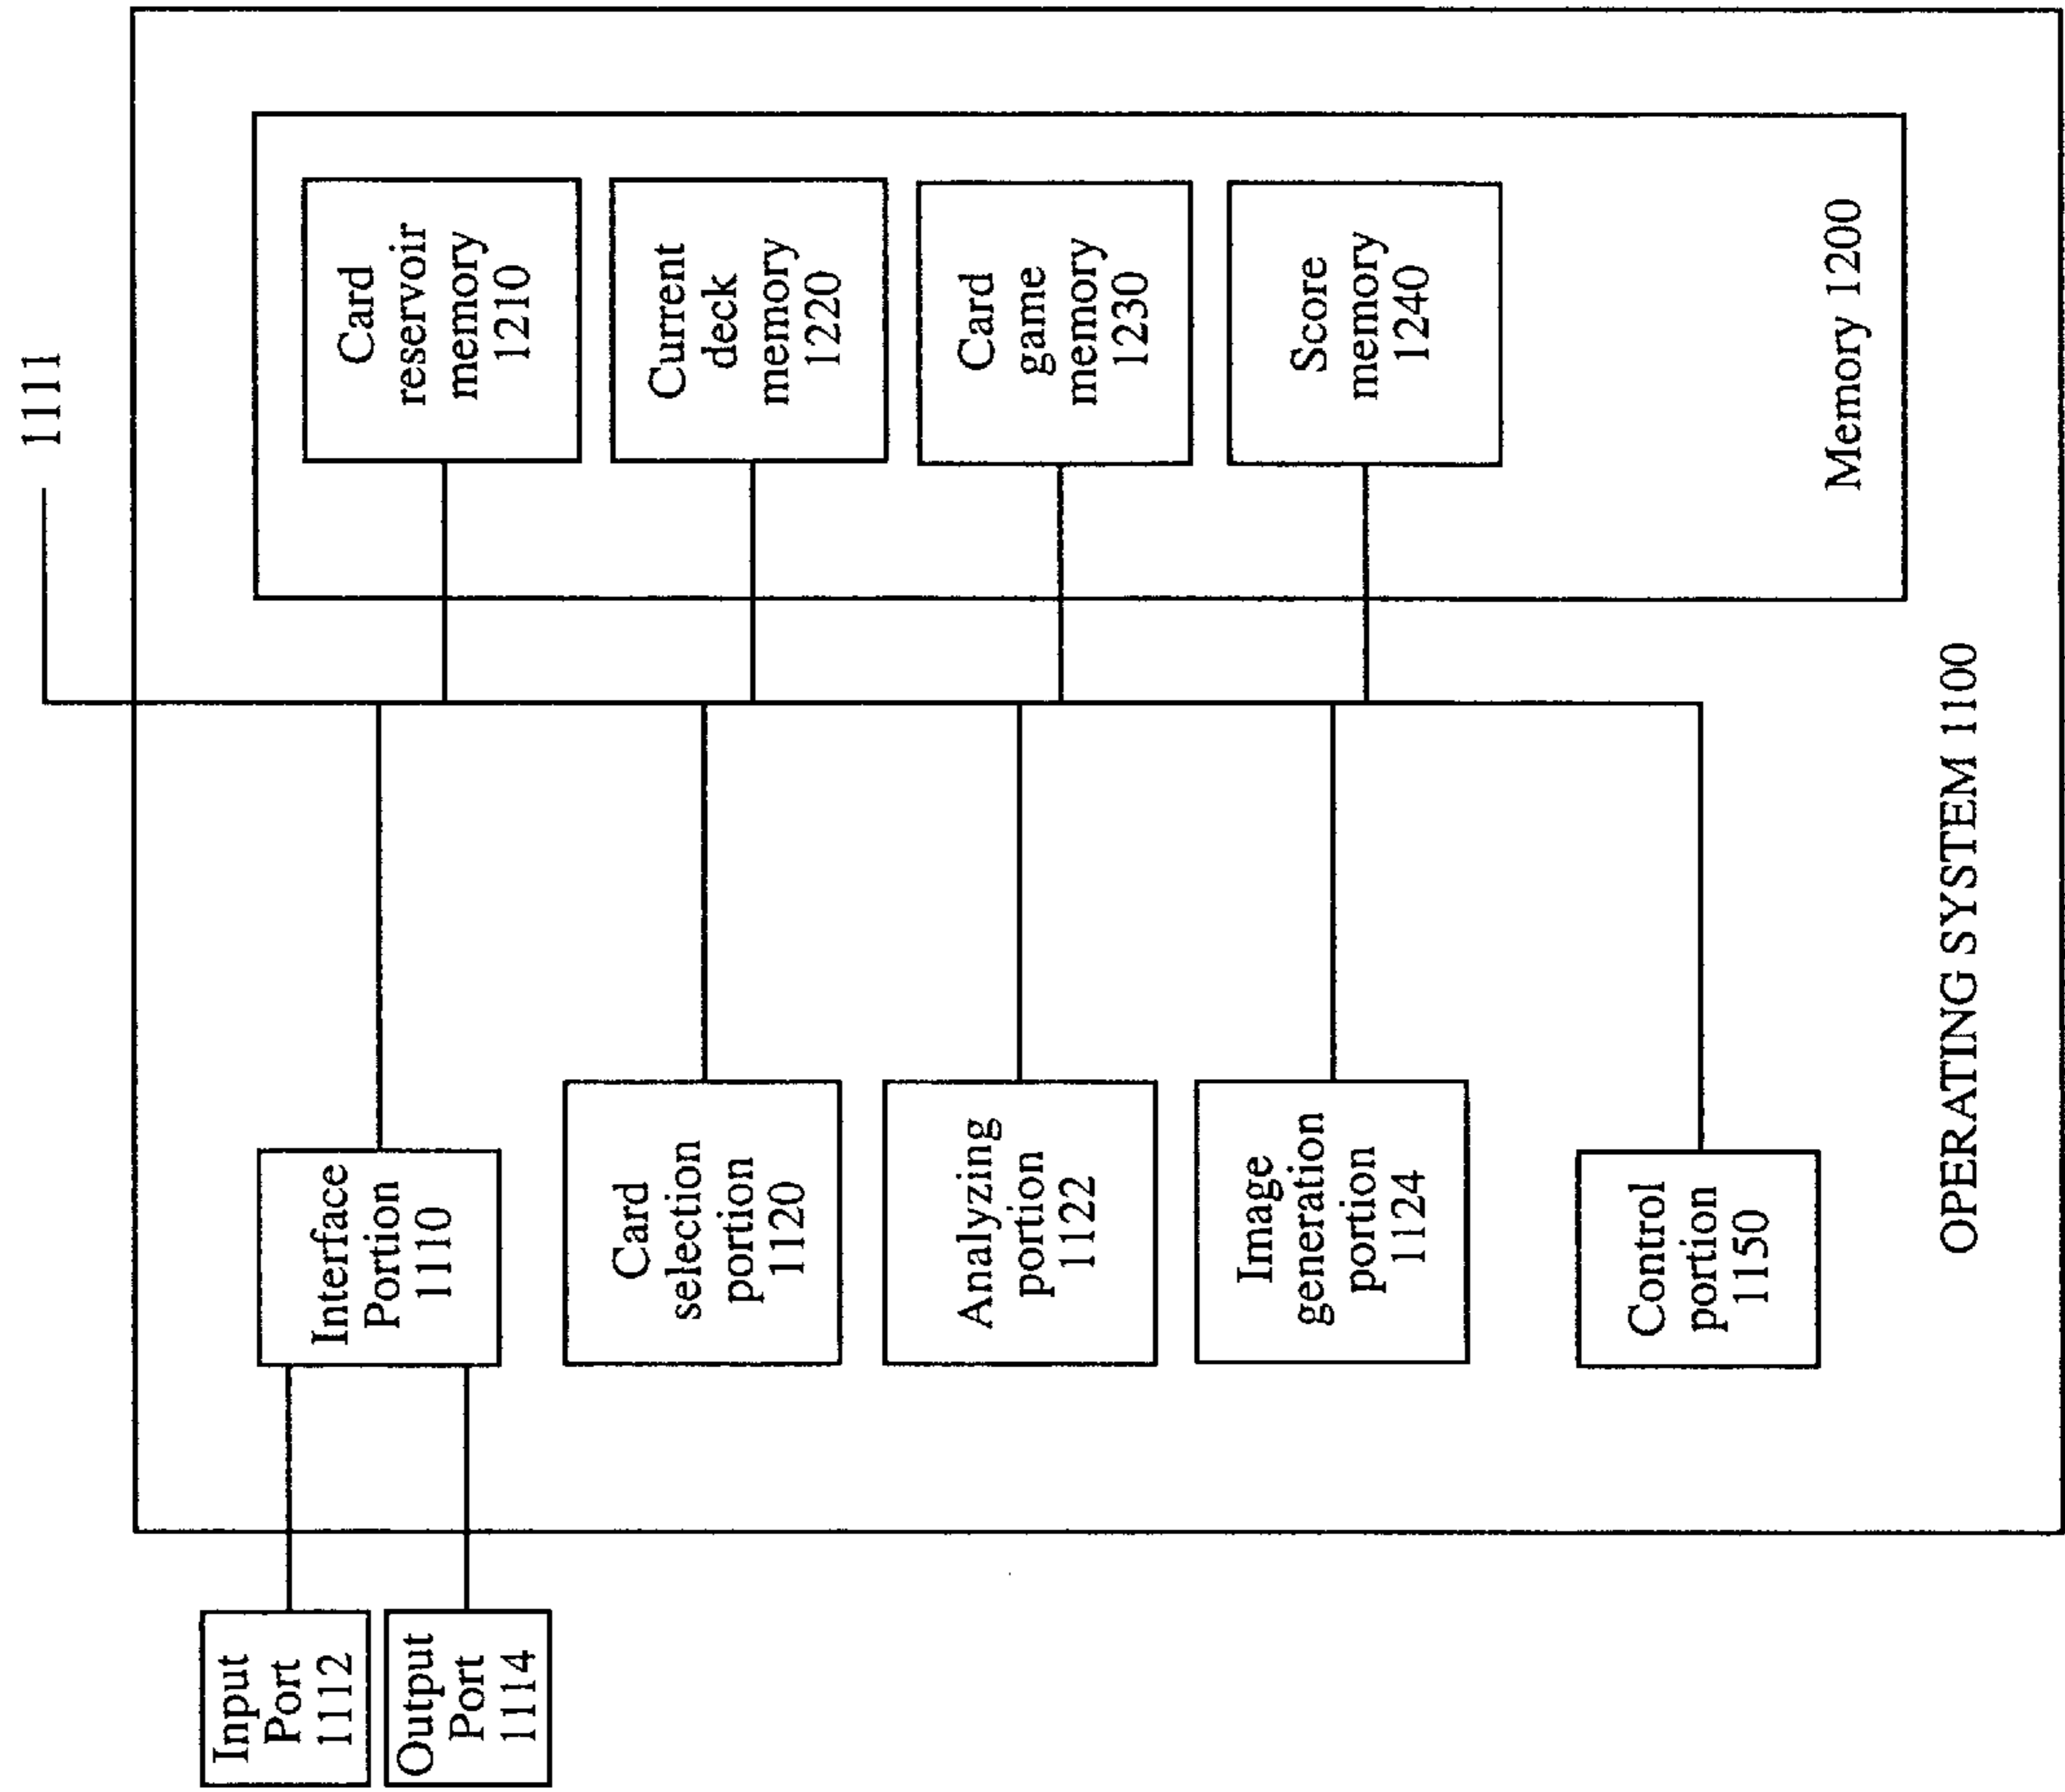 1111
Input
Port
1112
Output
Port
1114
Interface
Portion
1110
Card
selection
portion
1120
Analyzing
portion
1122
Image
generation
portion
1124
Control
portion
1150
Card
reservoir
memory
1210
Current
deck
memory
1220
Card
game
memory
1230
Score
memory
1240
Memory 1200
OPERATING SYSTEM 1100